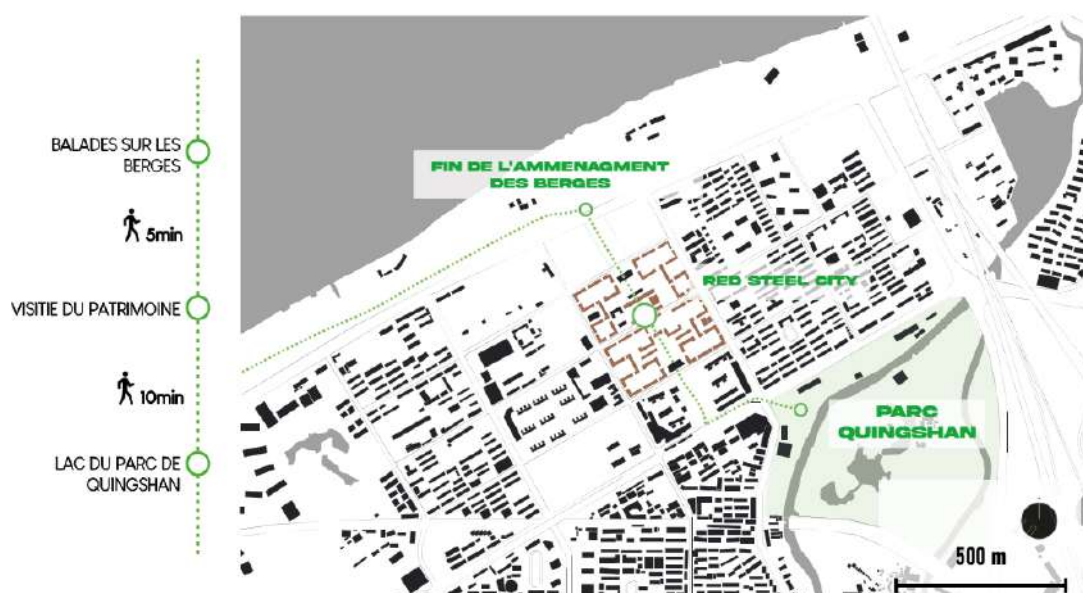 BALADES SUR LES
BERGES
5min
VISITIE DU PATRIMOINE
10min
LAC DU PARC DE
QUINGSHAN
FIN DE L'AMMENAGMENT
DES BERGES
RED STEEL CITY
PARC
QUINGSHAN
500 m